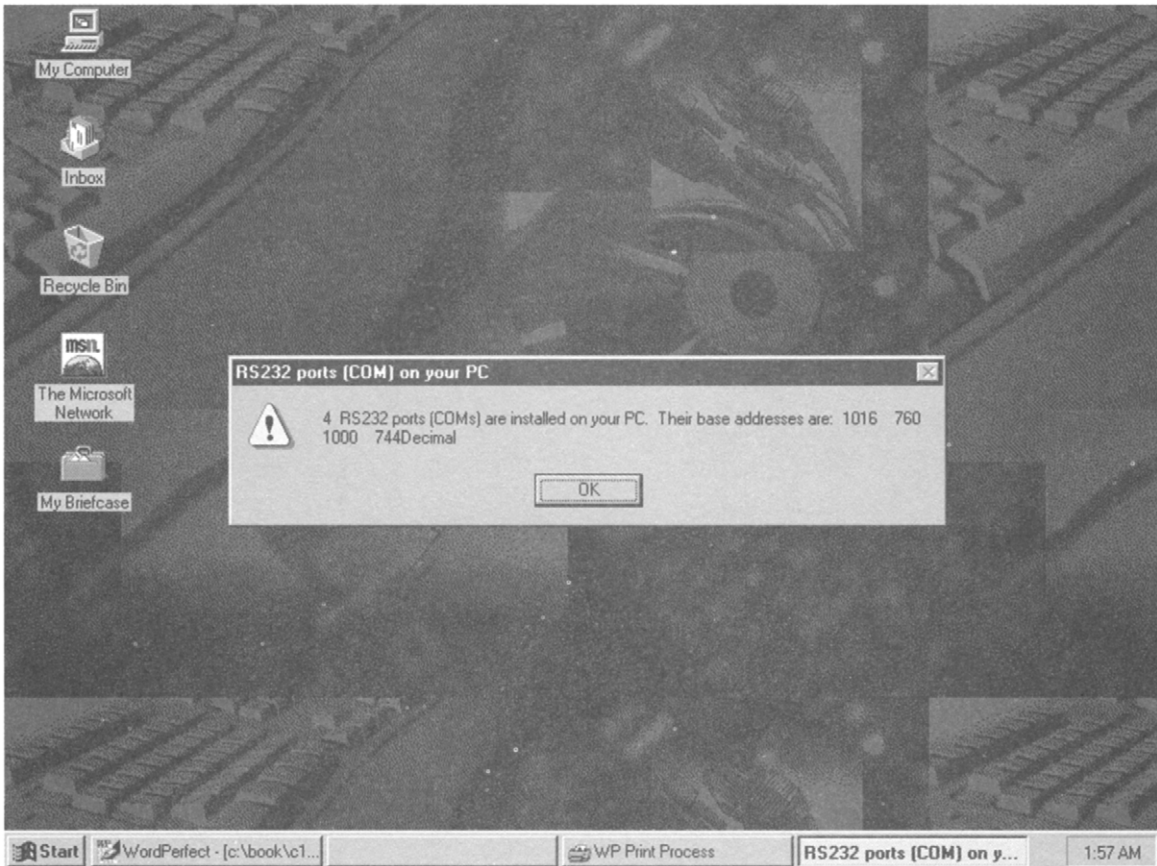 My Computer
Inbox
Recycle Bin
msn.
The Microsoft
Network
My Briefcase
RS232 ports (COM) on your PC
4 RS232 ports (COMs) are installed on your PC. Their base addresses are: 1016 760
1000 744Decimal
OK
Start
WordPerfect - [c:\book\c1...
WP Print Process
RS232 ports (COM) on y...
1:57 AM